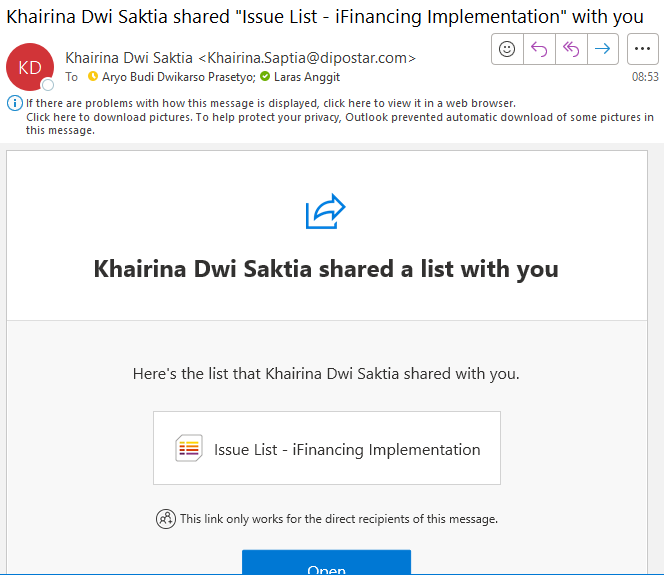 Khairina Dwi Saktia shared "Issue List - iFinancing Implementation" with you
KD
Khairina Dwi Saktia <Khairina.Saptia@dipostar.com>
To Aryo Budi Dwikarso Prasetyo; Laras Anggit
08:53
If there are problems with how this message is displayed, click here to view it in a web browser.
Click here to download pictures. To help protect your privacy, Outlook prevented automatic download of some pictures in
this message.
Khairina Dwi Saktia shared a list with you
Here's the list that Khairina Dwi Saktia shared with you.
Issue List - iFinancing Implementation
This link only works for the direct recipients of this message.
Open